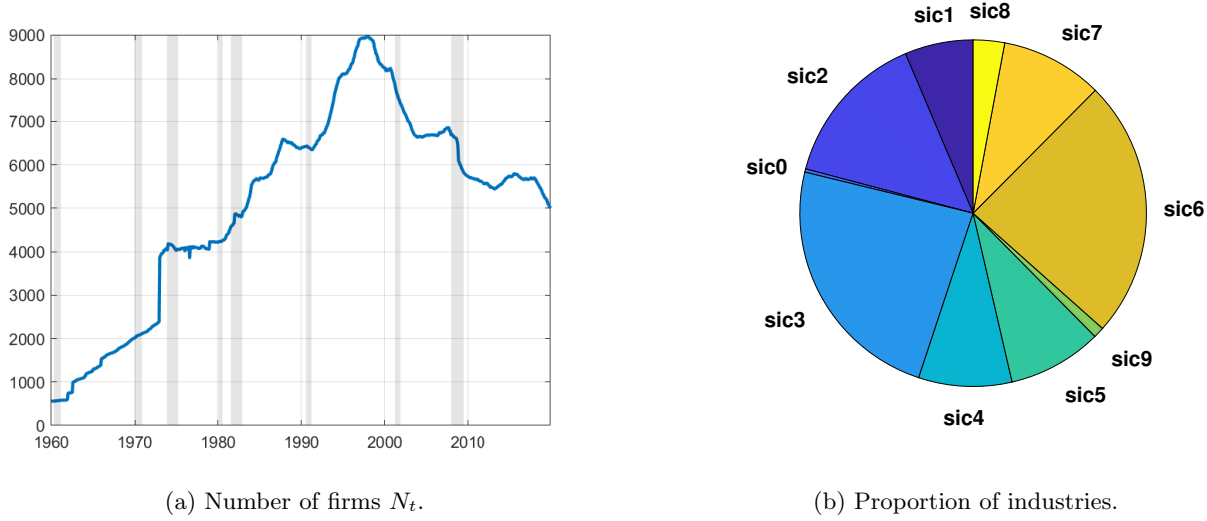 9000
8000
7000
6000
5000
4000
3000
2000
1000
0
1960 1970 1980 1990 2000 2010
(a) Number of firms Nₜ.
sic1 sic8
sic7
sic2
sic0
sic6
sic3
sic9
sic5
sic4
(b) Proportion of industries.